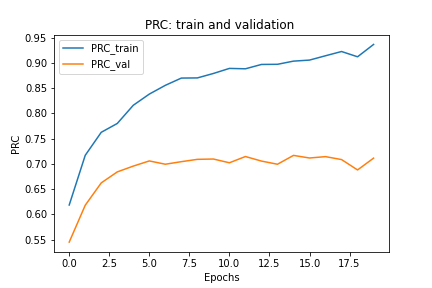 PRC: train and validation
PRC_train
PRC_val
PRC
0.95
0.90
0.85
0.80
0.75
0.70
0.65
0.60
0.55
0.0 2.5 5.0 7.5 10.0 12.5 15.0 17.5
Epochs